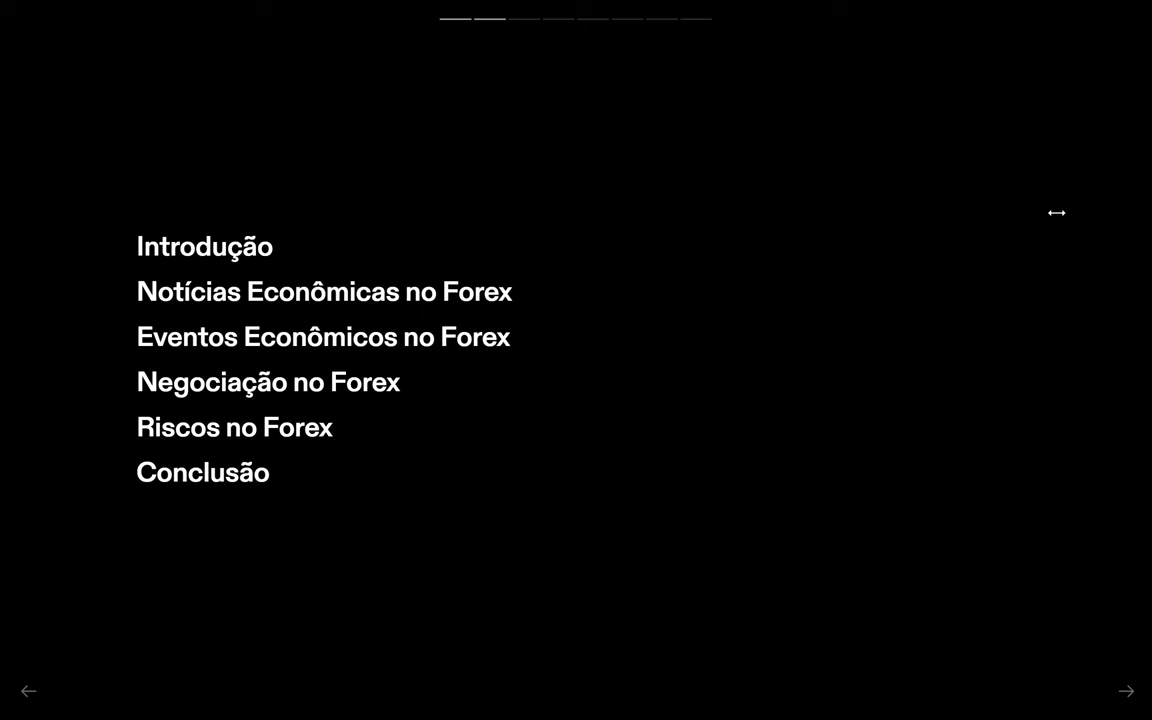 Introdução
Notícias Econômicas no Forex
Eventos Econômicos no Forex
Negociação no Forex
Riscos no Forex
Conclusão